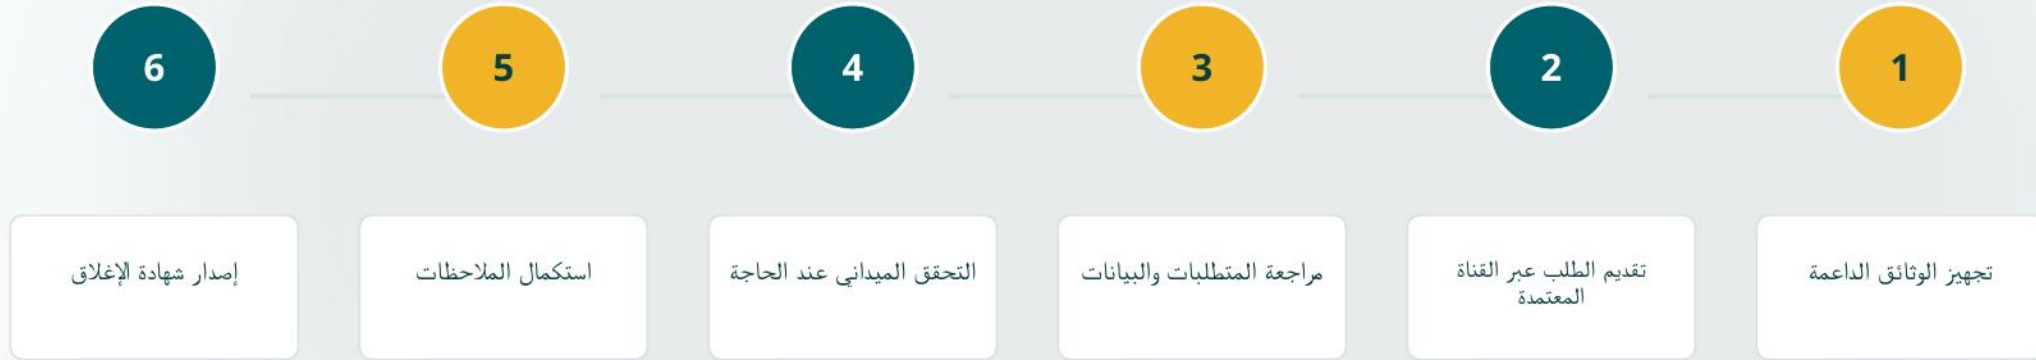 1
تجهيز الوثائق الداعمة
2
تقديم الطلب عبر القناة
المعتمدة
3
مراجعة المتطلبات والبيانات
4
التحقق الميداني عند الحاجة
5
استكمال الملاحظات
6
إصدار شهادة الإغلاق